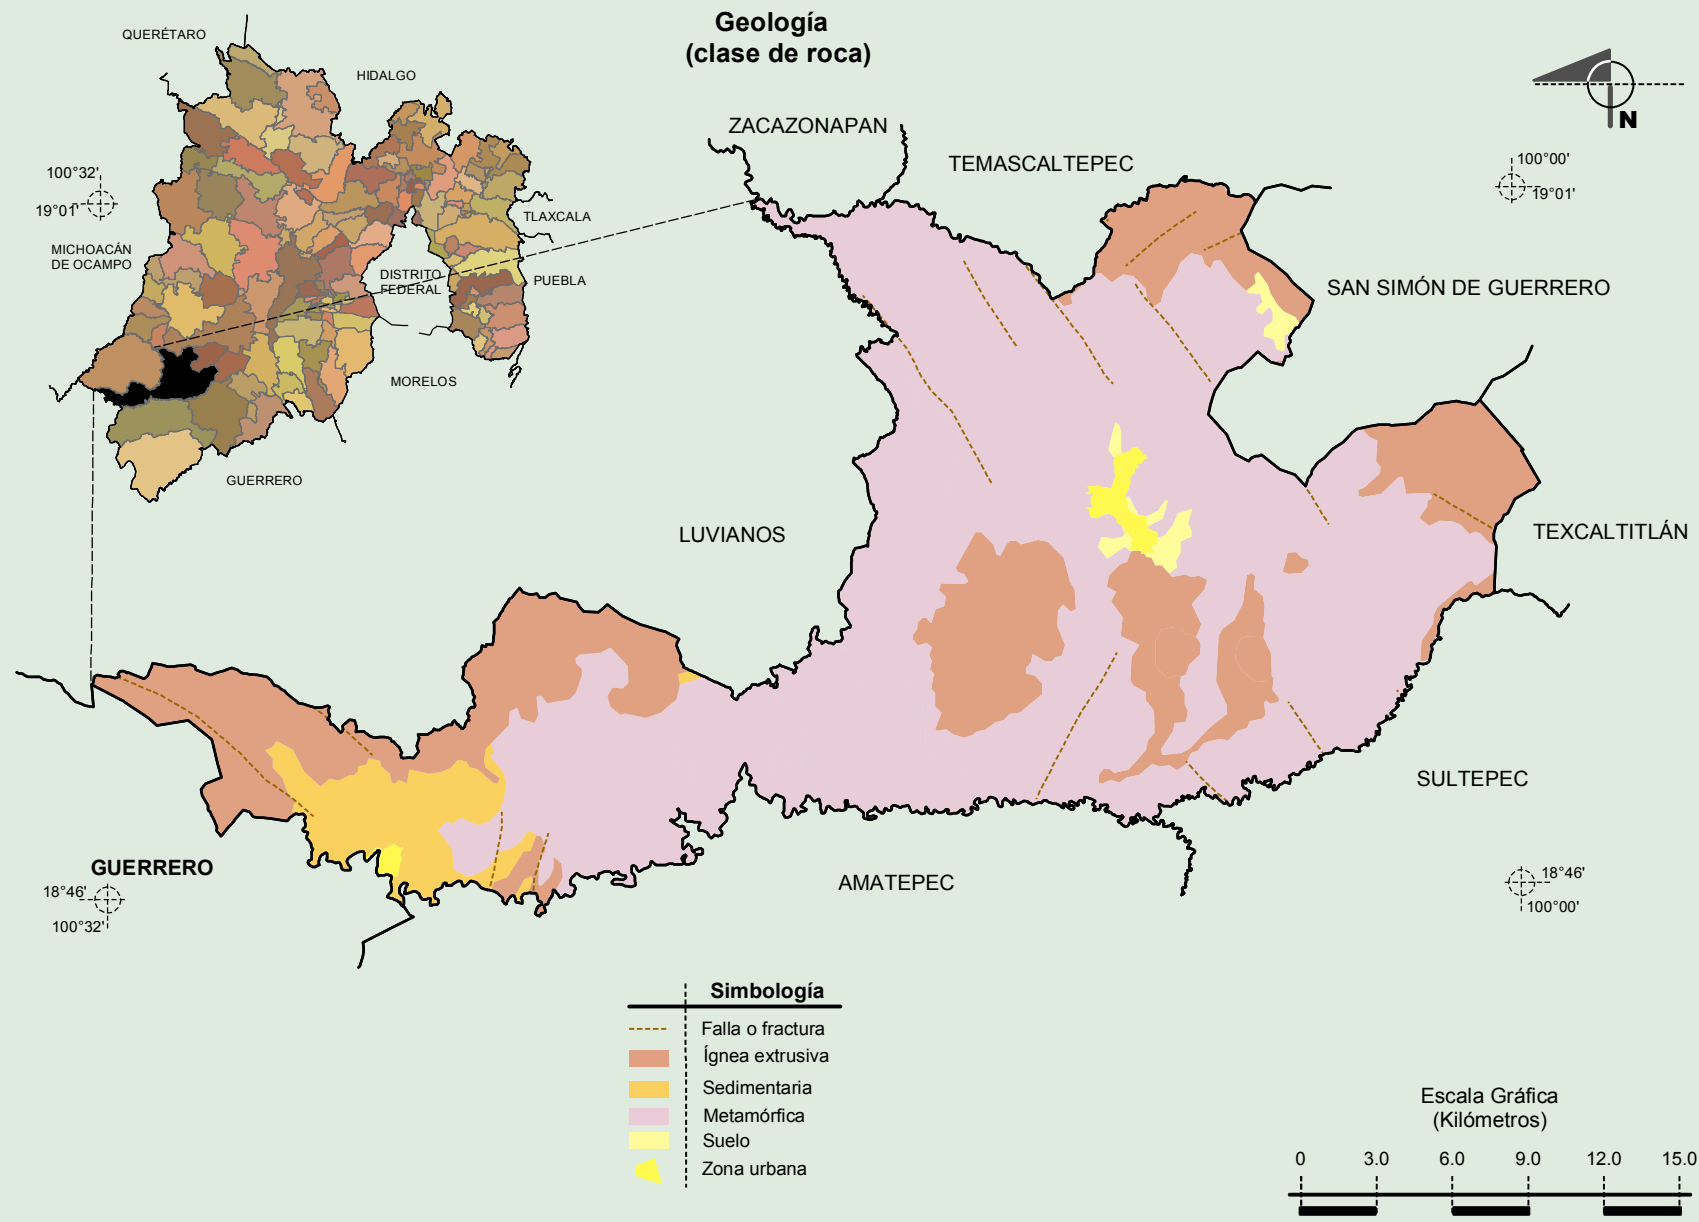 Geología
(clase de roca)
QUERÉTARO
HIDALGO
TLAXCALA
MICHOACÁN
DE OCAMPO
DISTRITO
FEDERAL
PUEBLA
MORELOS
GUERRERO
100°32'
19°01'
ZACAZONAPAN
TEMASCALTEPEC
N
100°00'
19°01'
SAN SIMÓN DE GUERRERO
LUVIANOS
TEXCALTITLÁN
SULTEPEC
GUERRERO
AMATEPEC
18°46'
100°32'
18°46'
100°00'
Simbología
Falla o fractura
Ígnea extrusiva
Sedimentaria
Metamórfica
Suelo
Zona urbana
Escala Gráfica
(Kilómetros)
0 3.0 6.0 9.0 12.0 15.0